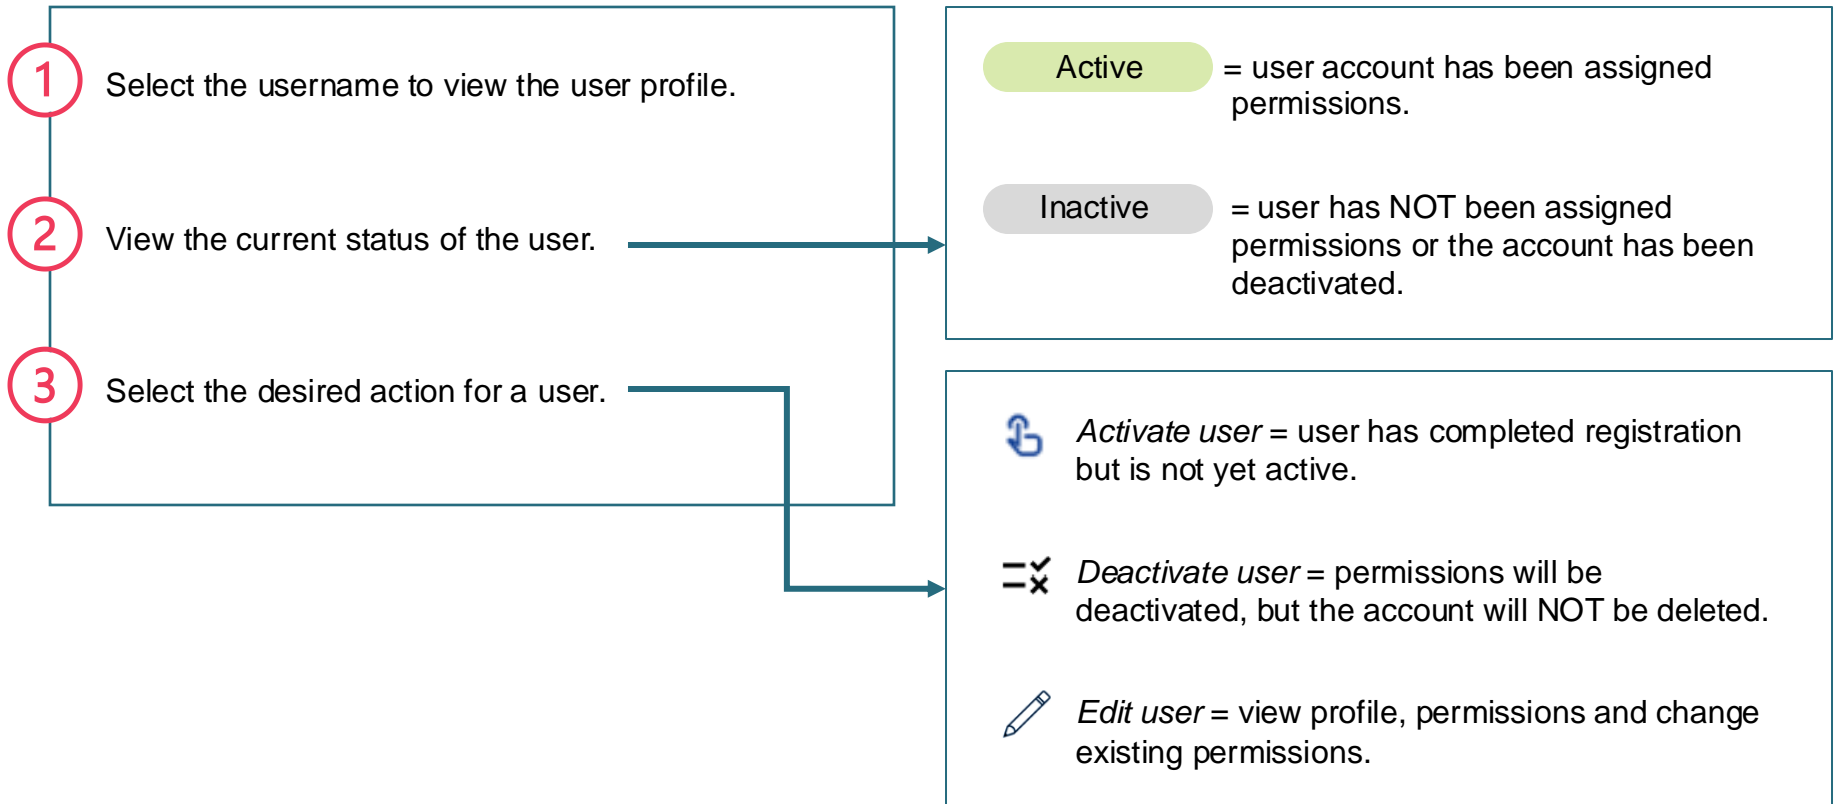 1
Select the username to view the user profile.
2
View the current status of the user.
3
Select the desired action for a user.
Active = user account has been assigned
permissions.
Inactive = user has NOT been assigned
permissions or the account has been
deactivated.
Activate user = user has completed registration
but is not yet active.
Deactivate user = permissions will be
deactivated, but the account will NOT be deleted.
Edit user = view profile, permissions and change
existing permissions.